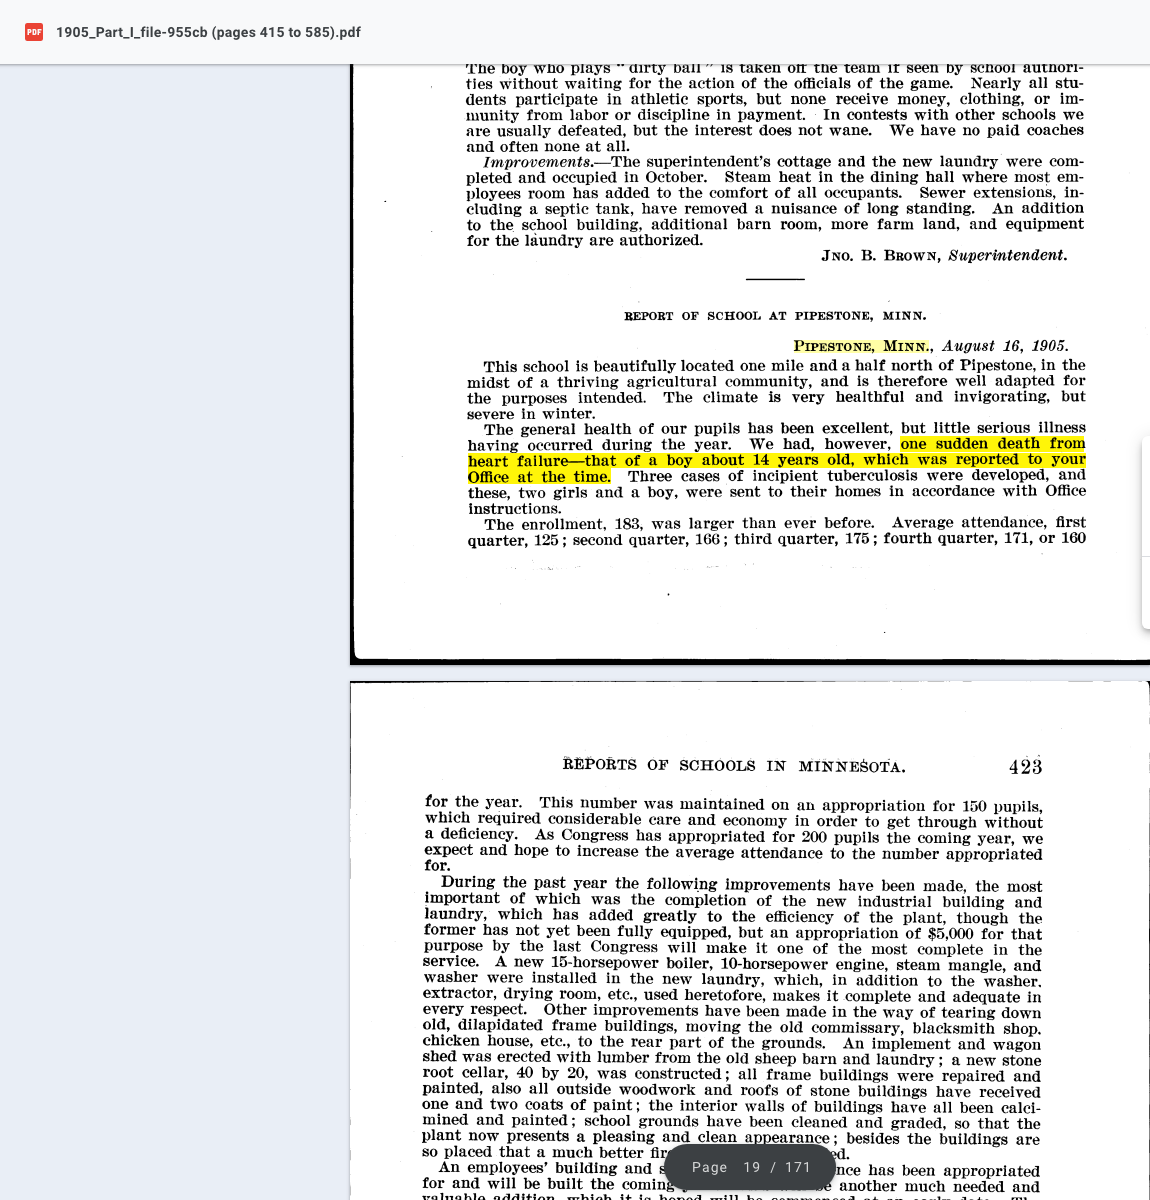 1905_Part_I_file-955cb (pages 415 to 585).pdf
The boy who plays "dirty ball" is taken off the team if seen by school authori-
ties without waiting for the action of the officials of the game. Nearly all stu-
dents participate in athletic sports, but none receive money, clothing, or im-
munity from labor or discipline in payment. In contests with other schools we
are usually defeated, but the interest does not wane. We have no paid coaches
and often none at all.
Improvements.—The superintendent's cottage and the new laundry were com-
pleted and occupied in October. Steam heat in the dining hall where most em-
ployees room has added to the comfort of all occupants. Sewer extensions, in-
cluding a septic tank, have removed a nuisance of long standing. An addition
to the school building, additional barn room, more farm land, and equipment
for the laundry are authorized.
JNO. B. BROWN, Superintendent.
REPORT OF SCHOOL AT PIPESTONE, MINN.
PIPESTONE, MINN., August 16, 1905.
This school is beautifully located one mile and a half north of Pipestone, in the
midst of a thriving agricultural community, and is therefore well adapted for
the purposes intended. The climate is very healthful and invigorating, but
severe in winter.
The general health of our pupils has been excellent, but little serious illness
having occurred during the year. We had, however, one sudden death from
heart failure—that of a boy about 14 years old, which was reported to your
Office at the time. Three cases of incipient tuberculosis were developed, and
these, two girls and a boy, were sent to their homes in accordance with Office
instructions.
The enrollment, 183, was larger than ever before. Average attendance, first
quarter, 125; second quarter, 166; third quarter, 175; fourth quarter, 171, or 160
REPORTS OF SCHOOLS IN MINNESOTA. 423
for the year. This number was maintained on an appropriation for 150 pupils,
which required considerable care and economy in order to get through without
a deficiency. As Congress has appropriated for 200 pupils the coming year, we
expect and hope to increase the average attendance to the number appropriated
for.
During the past year the following improvements have been made, the most
important of which was the completion of the new industrial building and
laundry, which has added greatly to the efficiency of the plant, though the
former has not yet been fully equipped, but an appropriation of $5,000 for that
purpose by the last Congress will make it one of the most complete in the
service. A new 15-horsepower boiler, 10-horsepower engine, steam mangle, and
washer were installed in the new laundry, which, in addition to the washer,
extractor, drying room, etc., used heretofore, makes it complete and adequate in
every respect. Other improvements have been made in the way of tearing down
old, dilapidated frame buildings, moving the old commissary, blacksmith shop,
chicken house, etc., to the rear part of the grounds. An implement and wagon
shed was erected with lumber from the old sheep barn and laundry; a new stone
root cellar, 40 by 20, was constructed; all frame buildings were repaired and
painted, also all outside woodwork and roofs of stone buildings have received
one and two coats of paint; the interior walls of buildings have all been calci-
mined and painted; school grounds have been cleaned and graded, so that the
plant now presents a pleasing and clean appearance; besides the buildings are
so placed that a much better
An employees' building and has been appropriated
for and will be built the coming another much needed and
Page 19 / 171